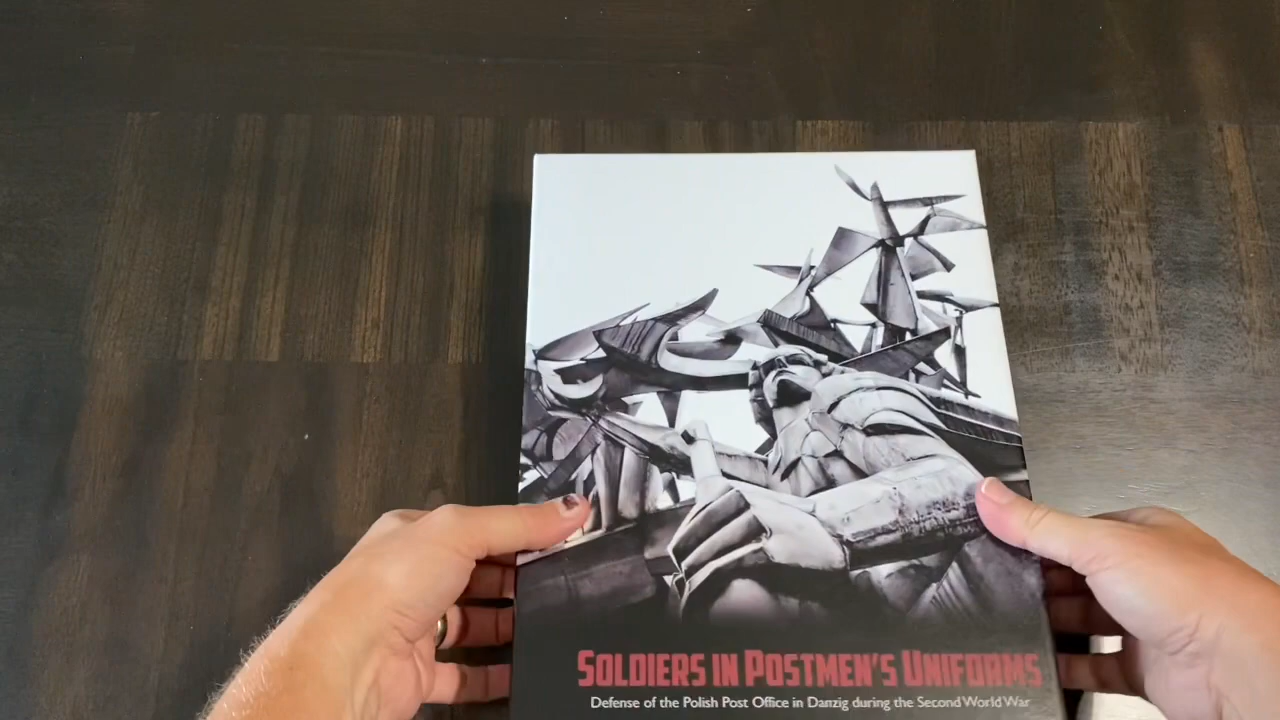 SOLDIERS IN POSTMEN'S UNIFORMS
Defense of the Polish Post Office in Danzig during the Second World War